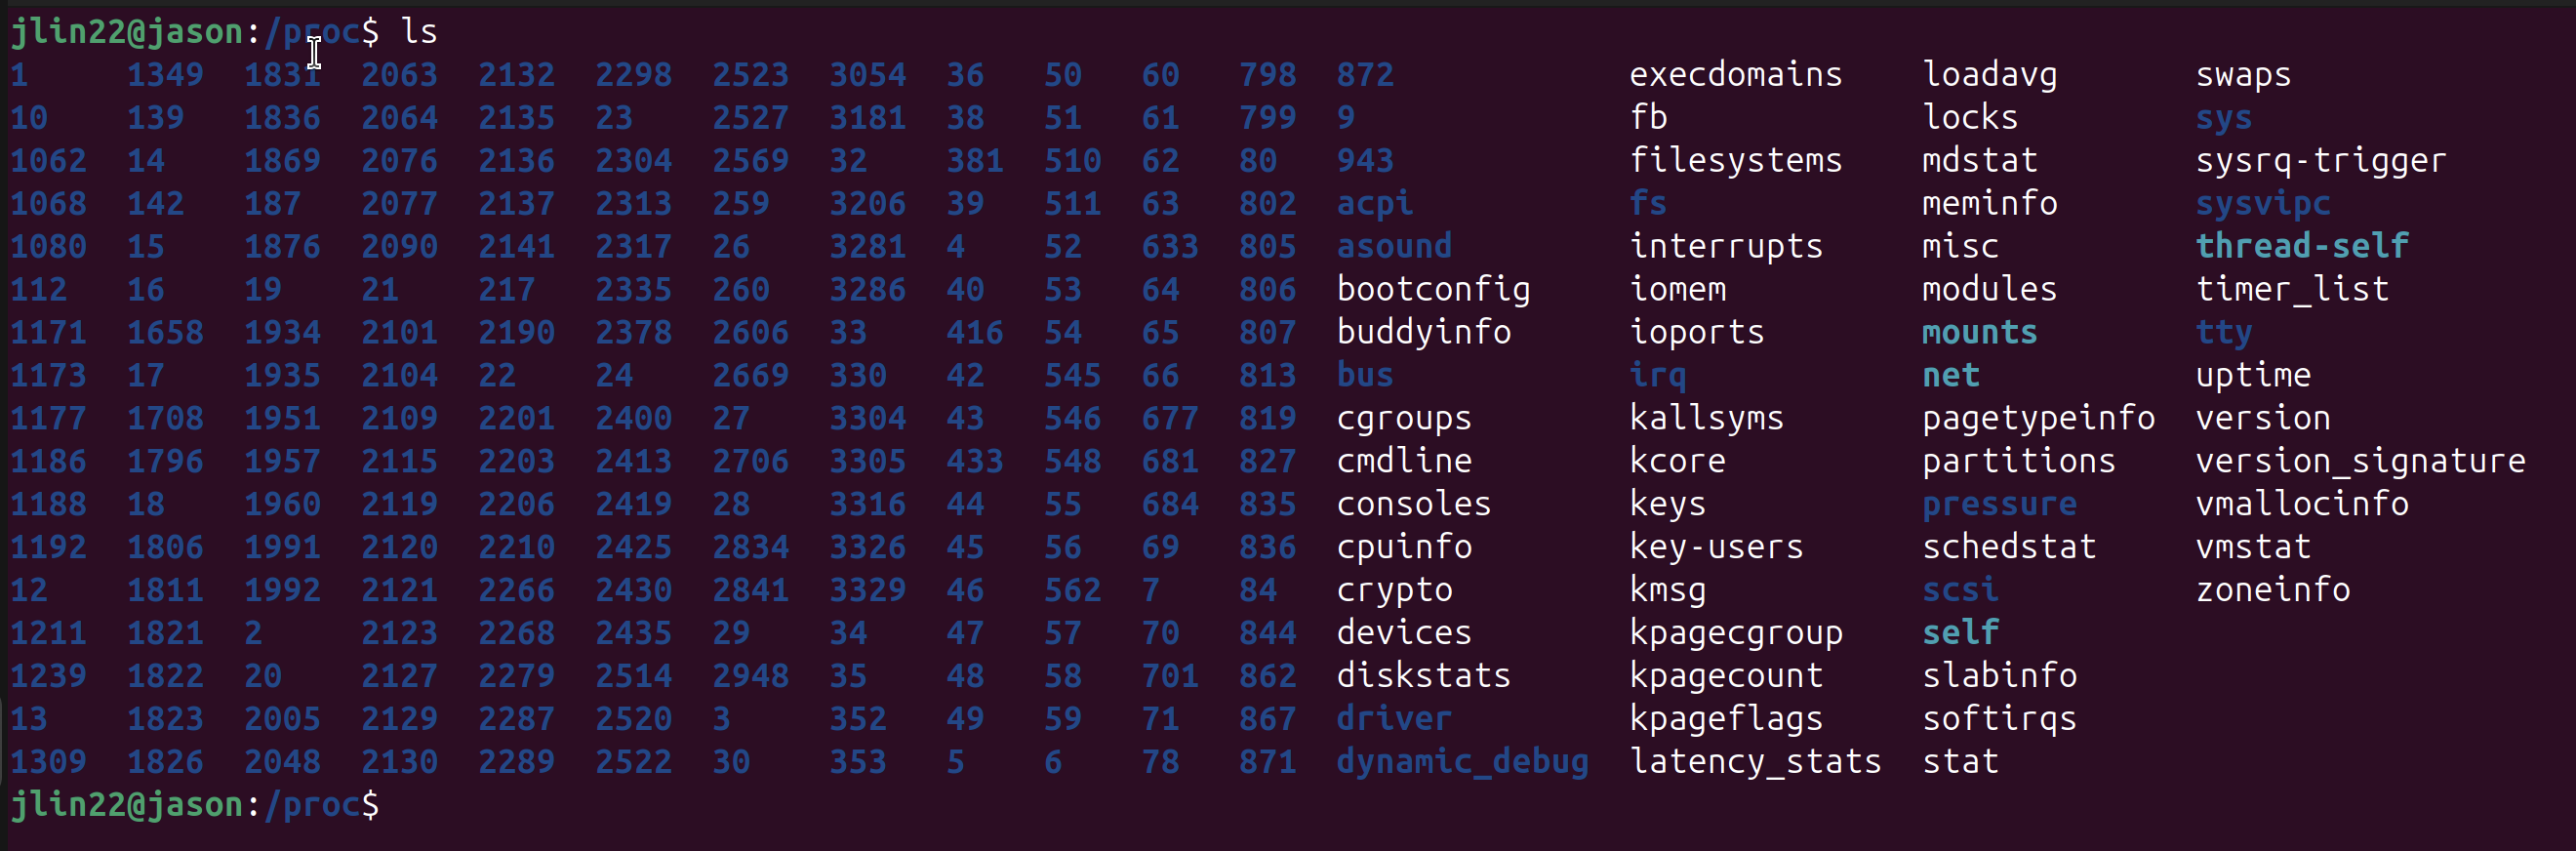 jlin22@jason:/proc$ ls
1 1349 1831 2063 2132 2298 2523 3054 36 50 60 798 872 execdomains loadavg swaps
10 139 1836 2064 2135 23 2527 3181 38 51 61 799 9 fb locks sys
1062 14 1869 2076 2136 2304 2569 32 381 510 62 80 943 filesystems mdstat sysrq-trigger
1068 142 187 2077 2137 2313 259 3206 39 511 63 802 acpi fs meminfo sysvipc
1080 15 1876 2090 2141 2317 26 3281 4 52 633 805 asound interrupts misc thread-self
112 16 19 21 217 2335 260 3286 40 53 64 806 bootconfig iomem modules timer_list
1171 1658 1934 2101 2190 2378 2606 33 416 54 65 807 buddyinfo ioports mounts tty
1173 17 1935 2104 22 24 2669 330 42 545 66 813 bus irq net uptime
1177 1708 1951 2109 2201 2400 27 3304 43 546 677 819 cgroups kallsyms pagetypeinfo version
1186 1796 1957 2115 2203 2413 2706 3305 433 548 681 827 cmdline kcore partitions version_signature
1188 18 1960 2119 2206 2419 28 3316 44 55 684 835 consoles keys pressure vmallocinfo
1192 1806 1991 2120 2210 2425 2834 3326 45 56 69 836 cpuinfo key-users schedstat vmstat
12 1811 1992 2121 2266 2430 2841 3329 46 562 7 84 crypto kmsg scsi zoneinfo
1211 1821 2 2123 2268 2435 29 34 47 57 70 844 devices kpagecgroup self
1239 1822 20 2127 2279 2514 2948 35 48 58 701 862 diskstats kpagecount slabinfo
13 1823 2005 2129 2287 2520 3 352 49 59 71 867 driver kpageflags softirqs
1309 1826 2048 2130 2289 2522 30 353 5 6 78 871 dynamic_debug latency_stats stat
jlin22@jason:/proc$